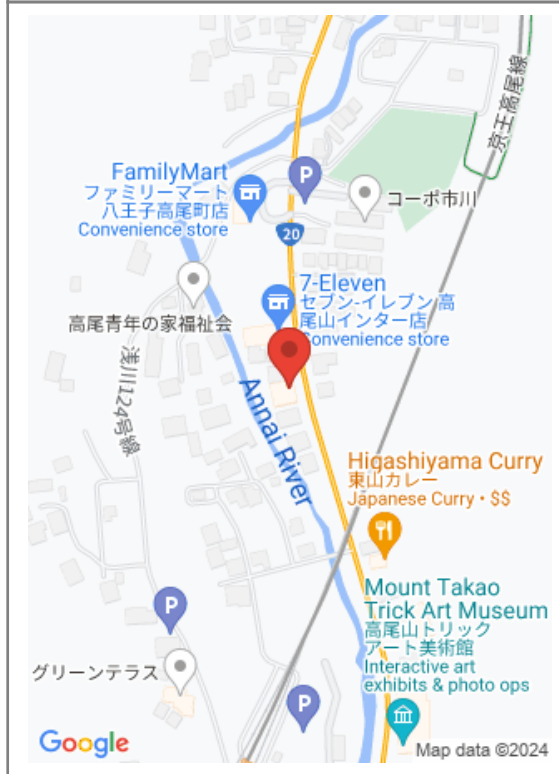 京王高尾線
FamilyMart
ファミリーマート
八王子高尾町店
Convenience store
P
コーポ市川
20
7-Eleven
セブン-イレブン 高
尾山インター店
Convenience store
高尾青年の家福祉会
浅川124号線
Annai River
Higashiyama Curry
東山カレー
Japanese Curry • $$
Mount Takao
Trick Art Museum
高尾山トリック
アート美術館
Interactive art
exhibits & photo ops
P
グリーンテラス
P
Google
Map data ©2024